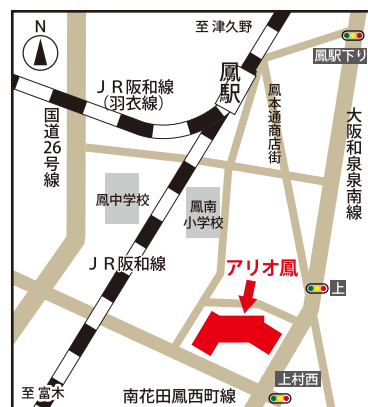 N
至 津久野
鳳駅下り
鳳駅
ＪＲ阪和線
（羽衣線）
鳳本通商店街
国道26号線
大阪和泉泉南線
鳳中学校
鳳南
小学校
ＪＲ阪和線
アリオ鳳
上
上村西
至 富木
南花田鳳西町線